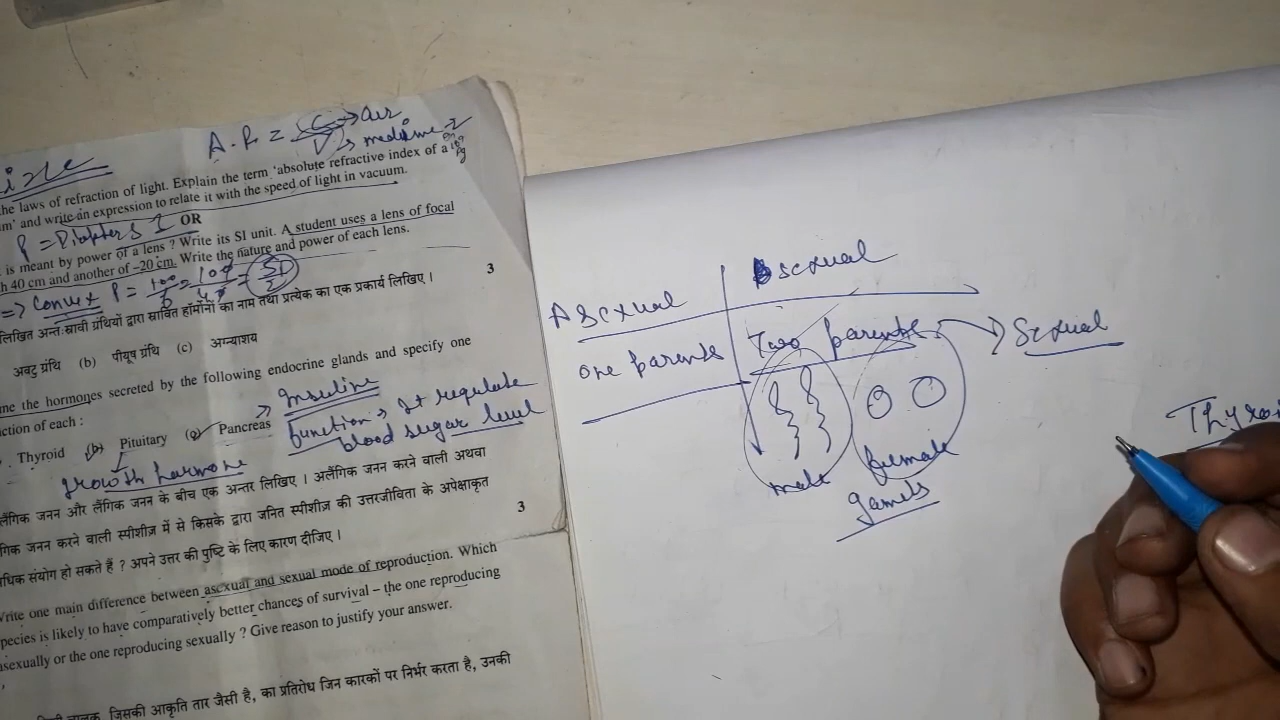 A.R = C → air
V → medium
the laws of refraction of light. Explain the term 'absolute refractive index of a
um' and write an expression to relate it with the speed of light in vacuum.
OR
P = Diopters
is meant by power of a lens ? Write its SI unit. A student uses a lens of focal
h 40 cm and another of –20 cm. Write the nature and power of each lens.
3
=> Convex P = 100
लिखित अन्तःस्रावी ग्रंथियों द्वारा स्रावित हॉर्मोनों का नाम तथा प्रत्येक का एक प्रकार्य लिखिए ।
अवटु ग्रंथि (b) पीयूष ग्रंथि (c) अग्न्याशय
me the hormones secreted by the following endocrine glands and specify one
ction of each :
Thyroid (b) Pituitary (c) Pancreas → Insuline
function → It regulate
blood sugar level
growth harmone
लैंगिक जनन और लैंगिक जनन के बीच एक अन्तर लिखिए । अलैंगिक जनन करने वाली अथवा
गिक जनन करने वाली स्पीशीज़ में से किसके द्वारा जनित स्पीशीज़ की उत्तरजीविता के अपेक्षाकृत
धिक संयोग हो सकते हैं ? अपने उत्तर की पुष्टि के लिए कारण दीजिए ।
3
Write one main difference between asexual and sexual mode of reproduction. Which
pecies is likely to have comparatively better chances of survival – the one reproducing
asexually or the one reproducing sexually ? Give reason to justify your answer.
जिसकी आकृति तार जैसी है, का प्रतिरोध जिन कारकों पर निर्भर करता है, उनकी
Asexual
sexual
one parents
Two parents → Sexual
male
female
gamets
Thyroi